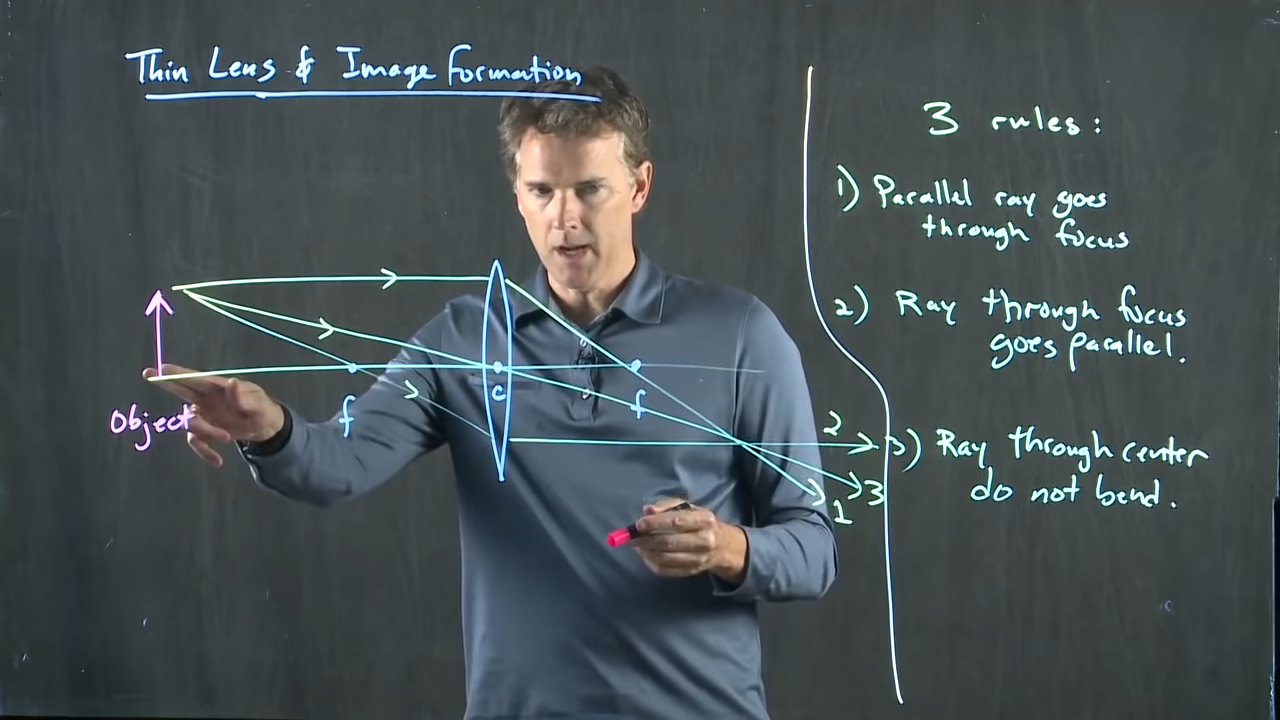 Thin Lens & Image Formation
3 rules:
1) Parallel ray goes
through focus
2) Ray through focus
goes parallel.
3) Ray through center
do not bend.
Object
f
c
f
2
3
1